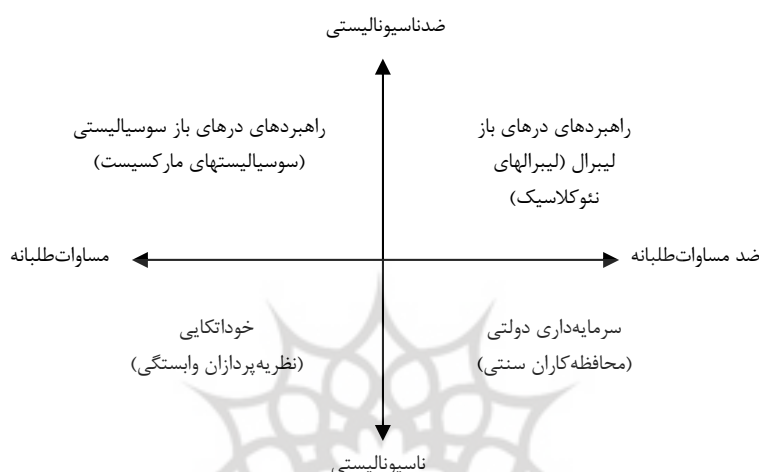 ضدناسیونالیستی
راهبردهای درهای باز
لیبرال (لیبرالهای
نئوکلاسیک)
راهبردهای درهای باز سوسیالیستی
(سوسیالیستهای مارکسیست)
ضد مساوات‌طلبانه
مساوات‌طلبانه
سرمایه‌داری دولتی
(محافظه‌کاران سنتی)
خوداتکایی
(نظریه‌پردازان وابستگی)
ناسیونالیستی